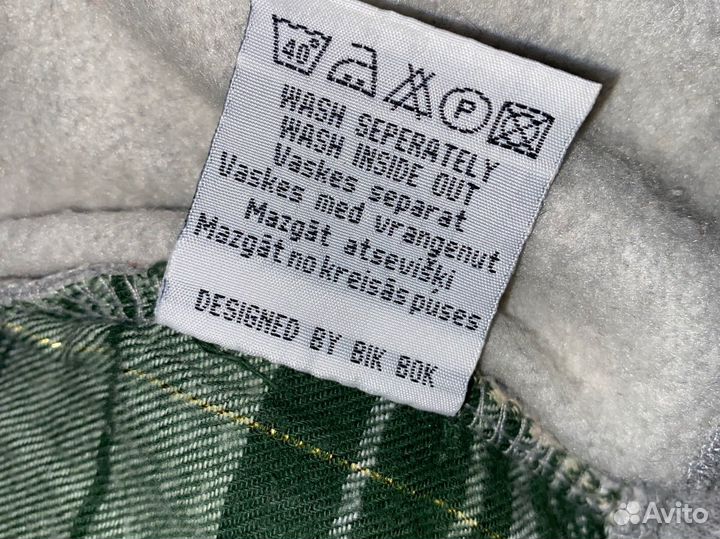 40°
P
WASH SEPERATELY
WASH INSIDE OUT
Vaskes separat
Vaskes med vrangenut
Mazgāt atsevišķi
Mazgāt no kreisās puses
DESIGNED BY BIK BOK
Avito